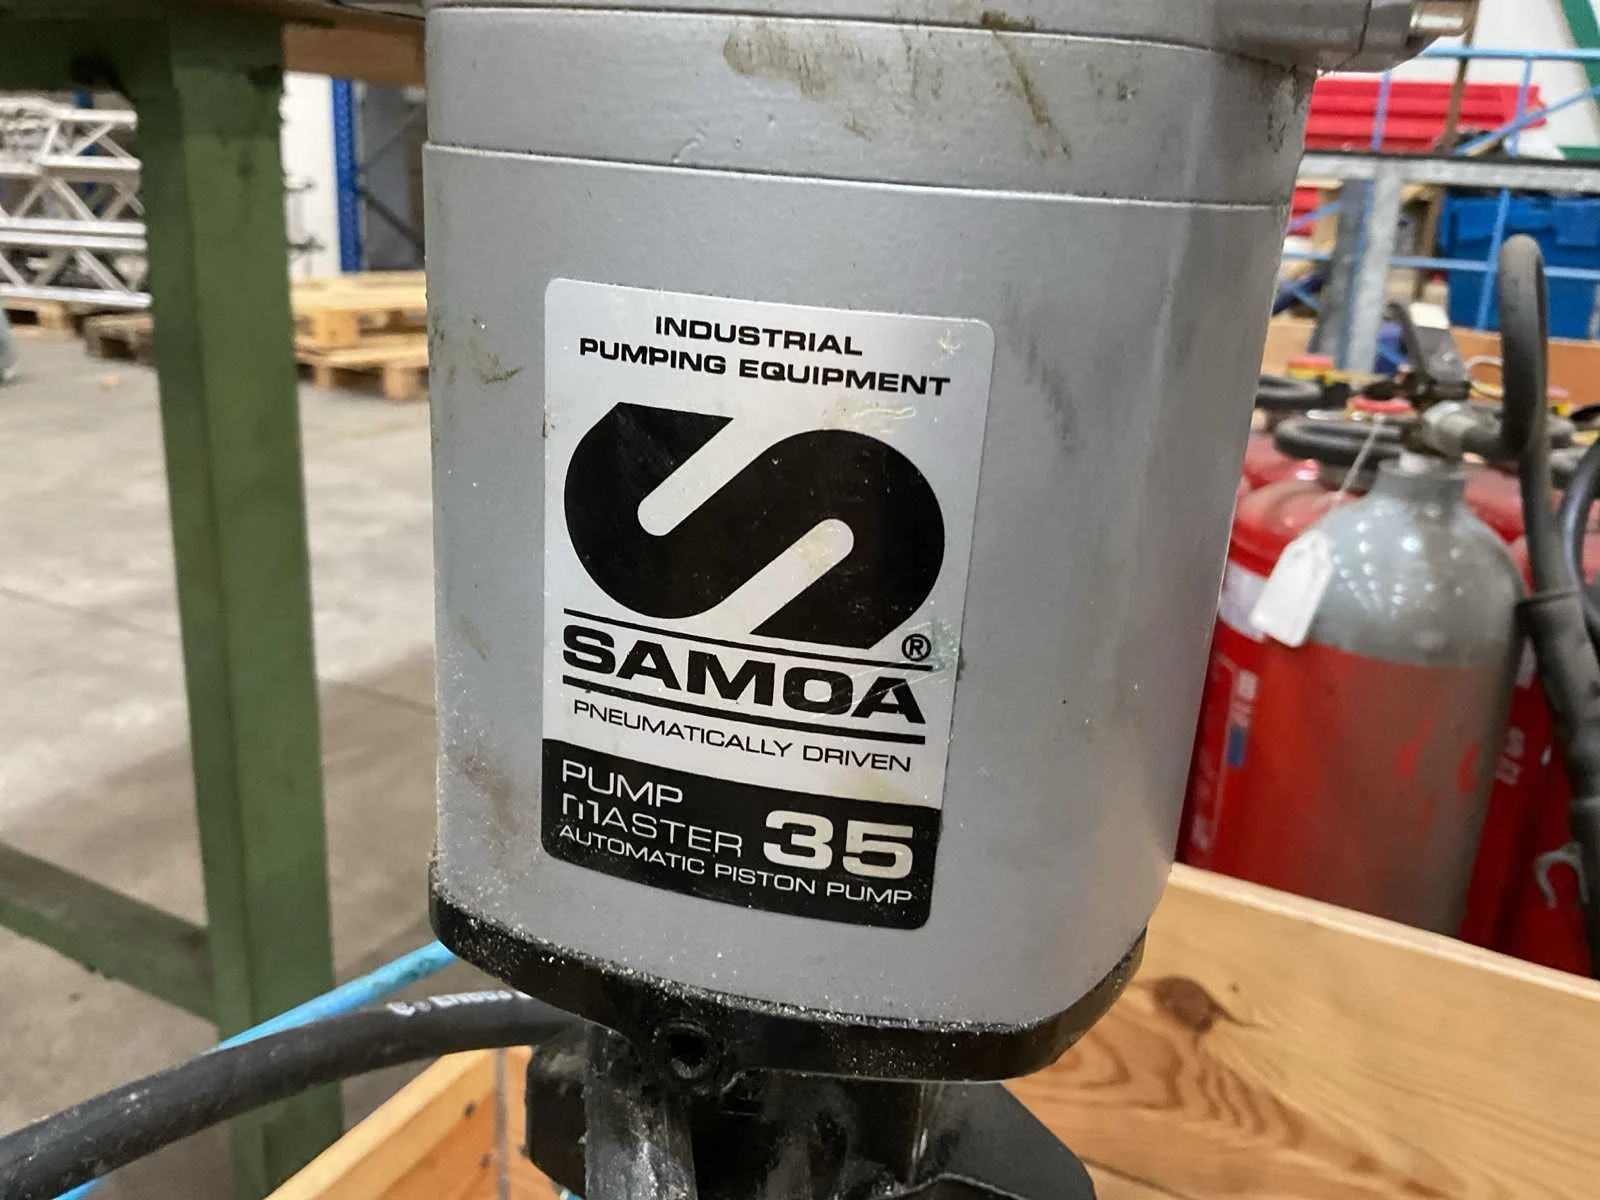 INDUSTRIAL
PUMPING EQUIPMENT
SAMOA®
PNEUMATICALLY DRIVEN
PUMP
MASTER 35
AUTOMATIC PISTON PUMP